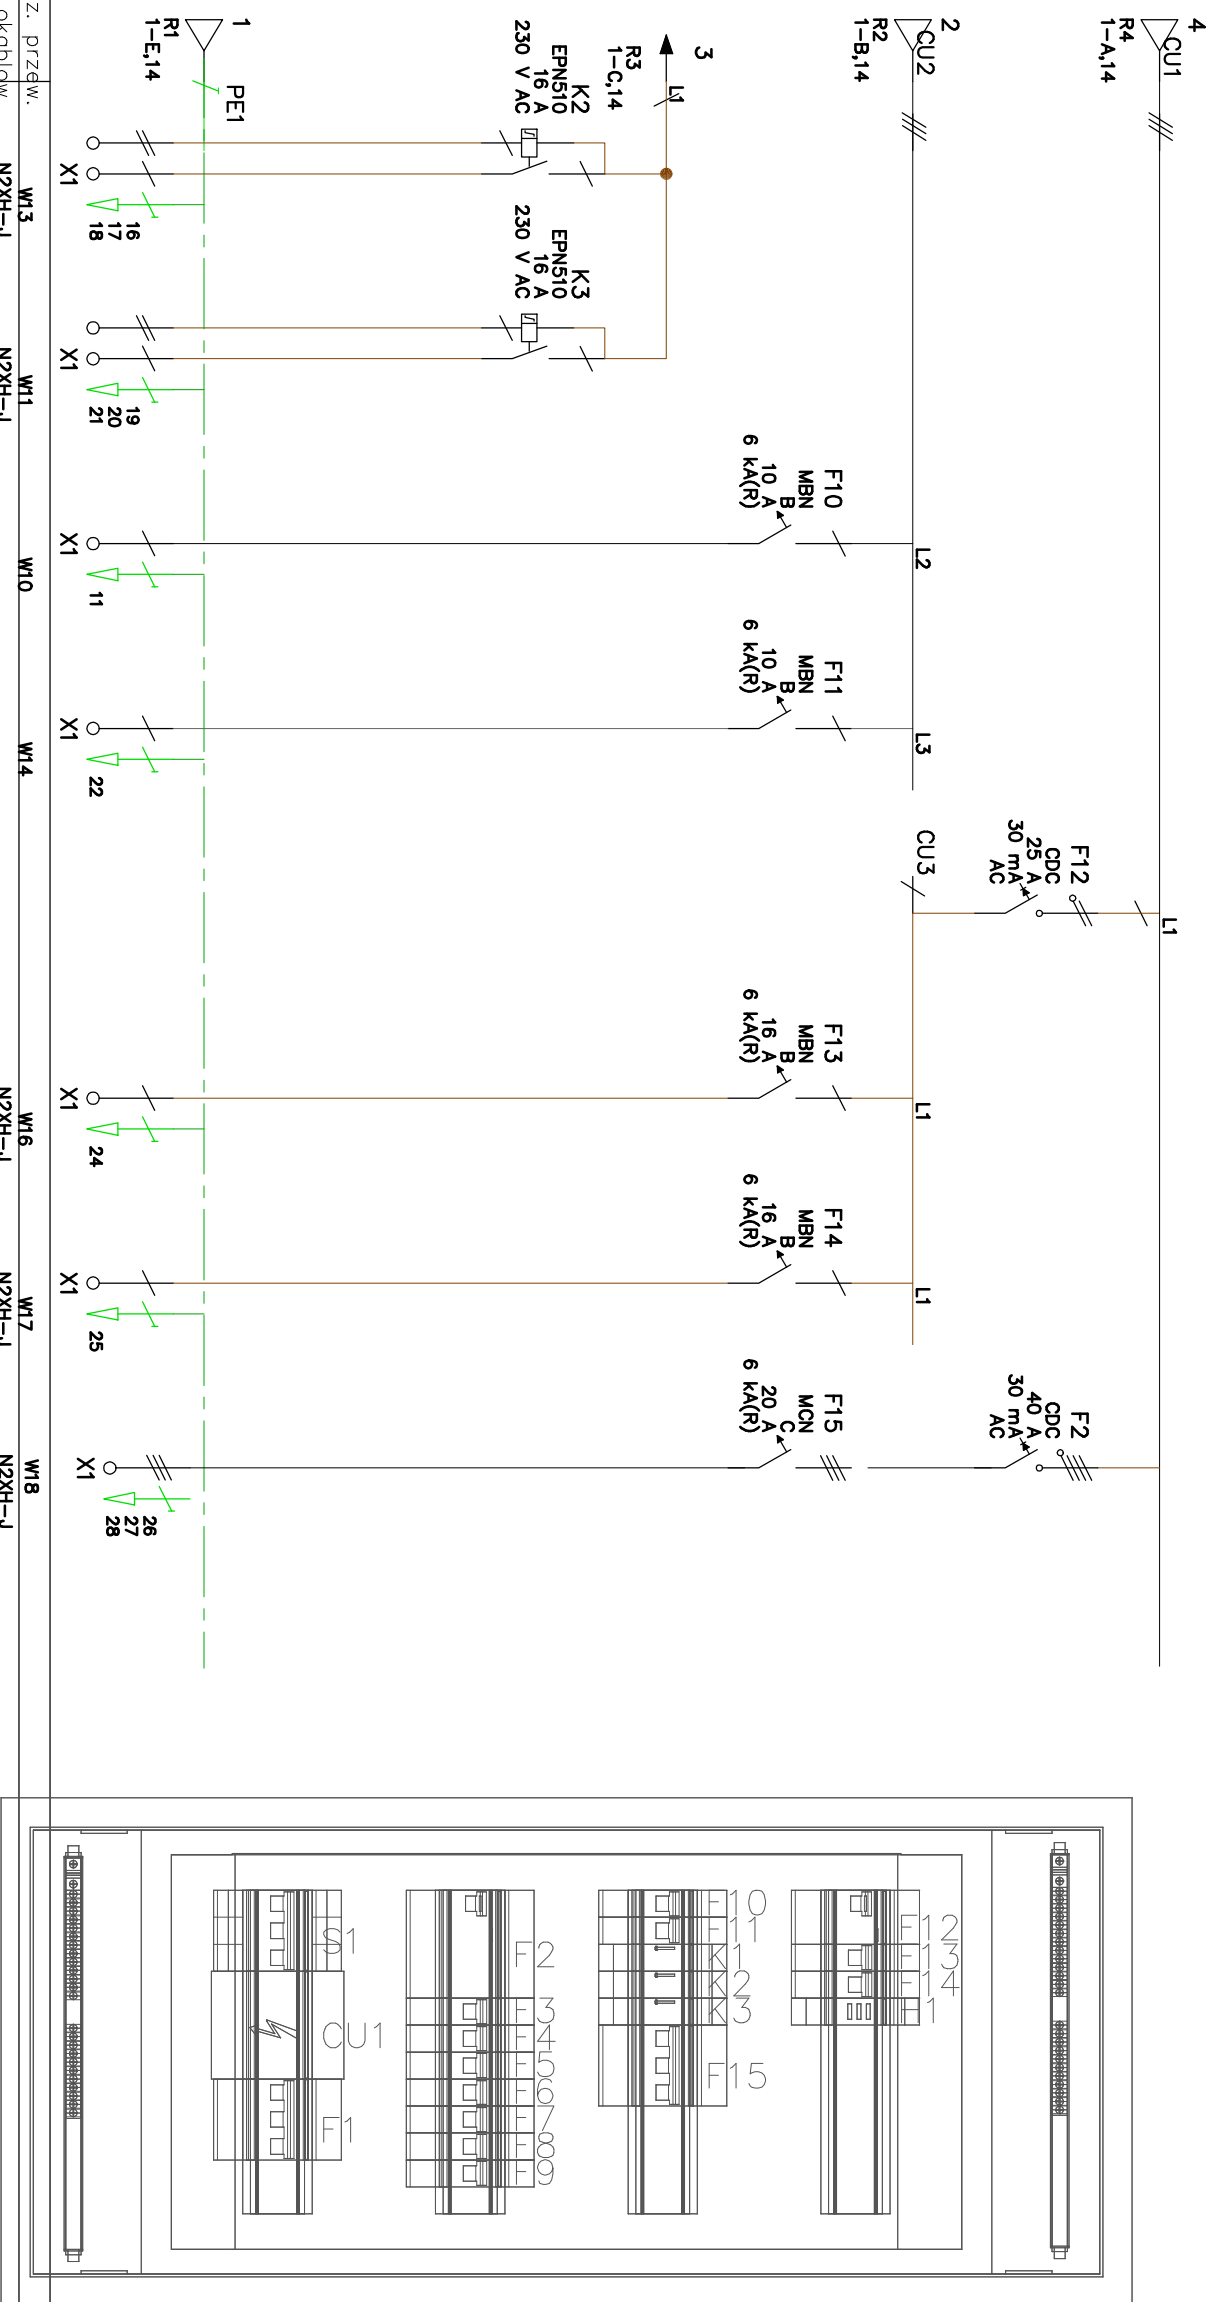 4
CU1
R4
1-A,14
2
CU2
R2
1-B,14
3
L1
R3
1-C,14
1
PE1
R1
1-E,14
K2
EPN510
16 A
230 V AC
K3
EPN510
16 A
230 V AC
F10
MBN
B
10 A
6 kA(R)
L2
F11
MBN
B
10 A
6 kA(R)
L3
CU3
F12
CDC
25 A
30 mA
AC
L1
F13
MBN
B
16 A
6 kA(R)
L1
F14
MBN
B
16 A
6 kA(R)
L1
F2
CDC
40 A
30 mA
AC
F15
MCN
C
20 A
6 kA(R)
X1
16
17
18
X1
19
20
21
X1
11
X1
22
X1
24
X1
25
X1
26
27
28
z. przew.
W13
N2XH-J
W11
N2XH-J
W10
W14
W16
N2XH-J
W17
N2XH-J
W18
N2XH-J
F12
F13
F14
H1
F10
F11
K1
K2
K3
F15
F2
F3
F4
F5
F6
F7
F8
F9
S1
CU1
F1